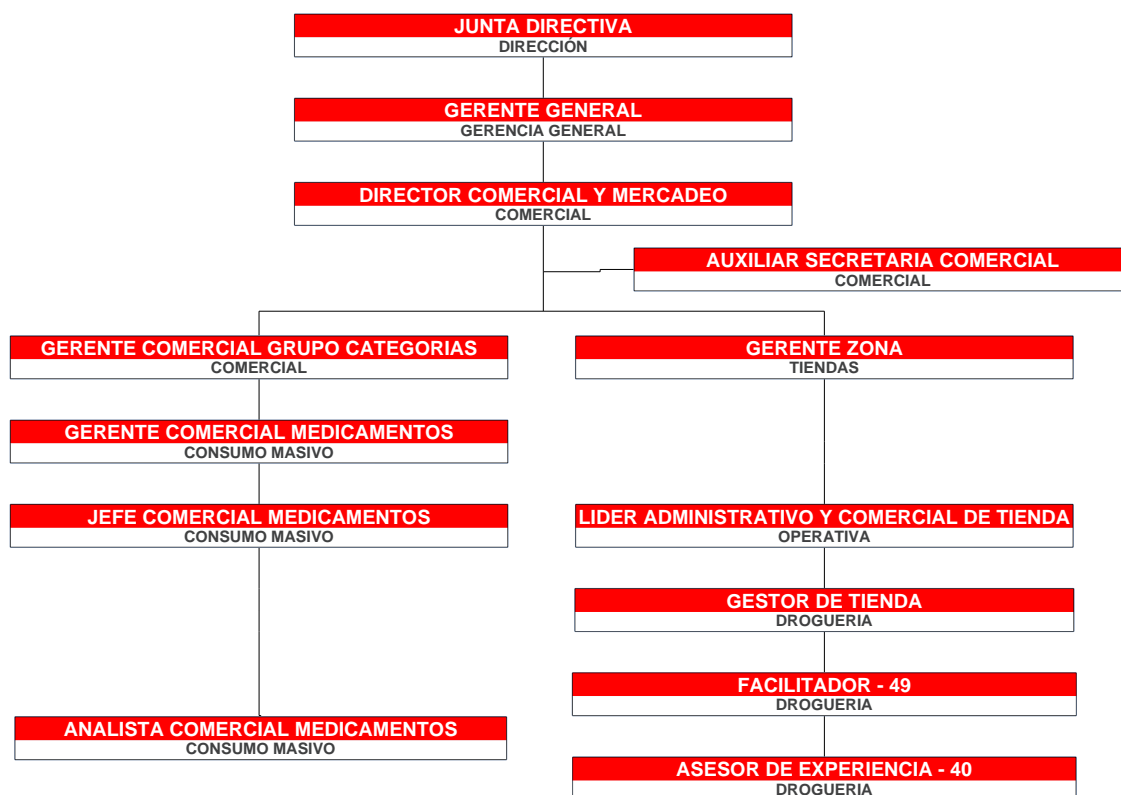 JUNTA DIRECTIVA
DIRECCIÓN
GERENTE GENERAL
GERENCIA GENERAL
DIRECTOR COMERCIAL Y MERCADEO
COMERCIAL
AUXILIAR SECRETARIA COMERCIAL
COMERCIAL
GERENTE COMERCIAL GRUPO CATEGORIAS
COMERCIAL
GERENTE COMERCIAL MEDICAMENTOS
CONSUMO MASIVO
JEFE COMERCIAL MEDICAMENTOS
CONSUMO MASIVO
ANALISTA COMERCIAL MEDICAMENTOS
CONSUMO MASIVO
GERENTE ZONA
TIENDAS
LIDER ADMINISTRATIVO Y COMERCIAL DE TIENDA
OPERATIVA
GESTOR DE TIENDA
DROGUERIA
FACILITADOR - 49
DROGUERIA
ASESOR DE EXPERIENCIA - 40
DROGUERIA